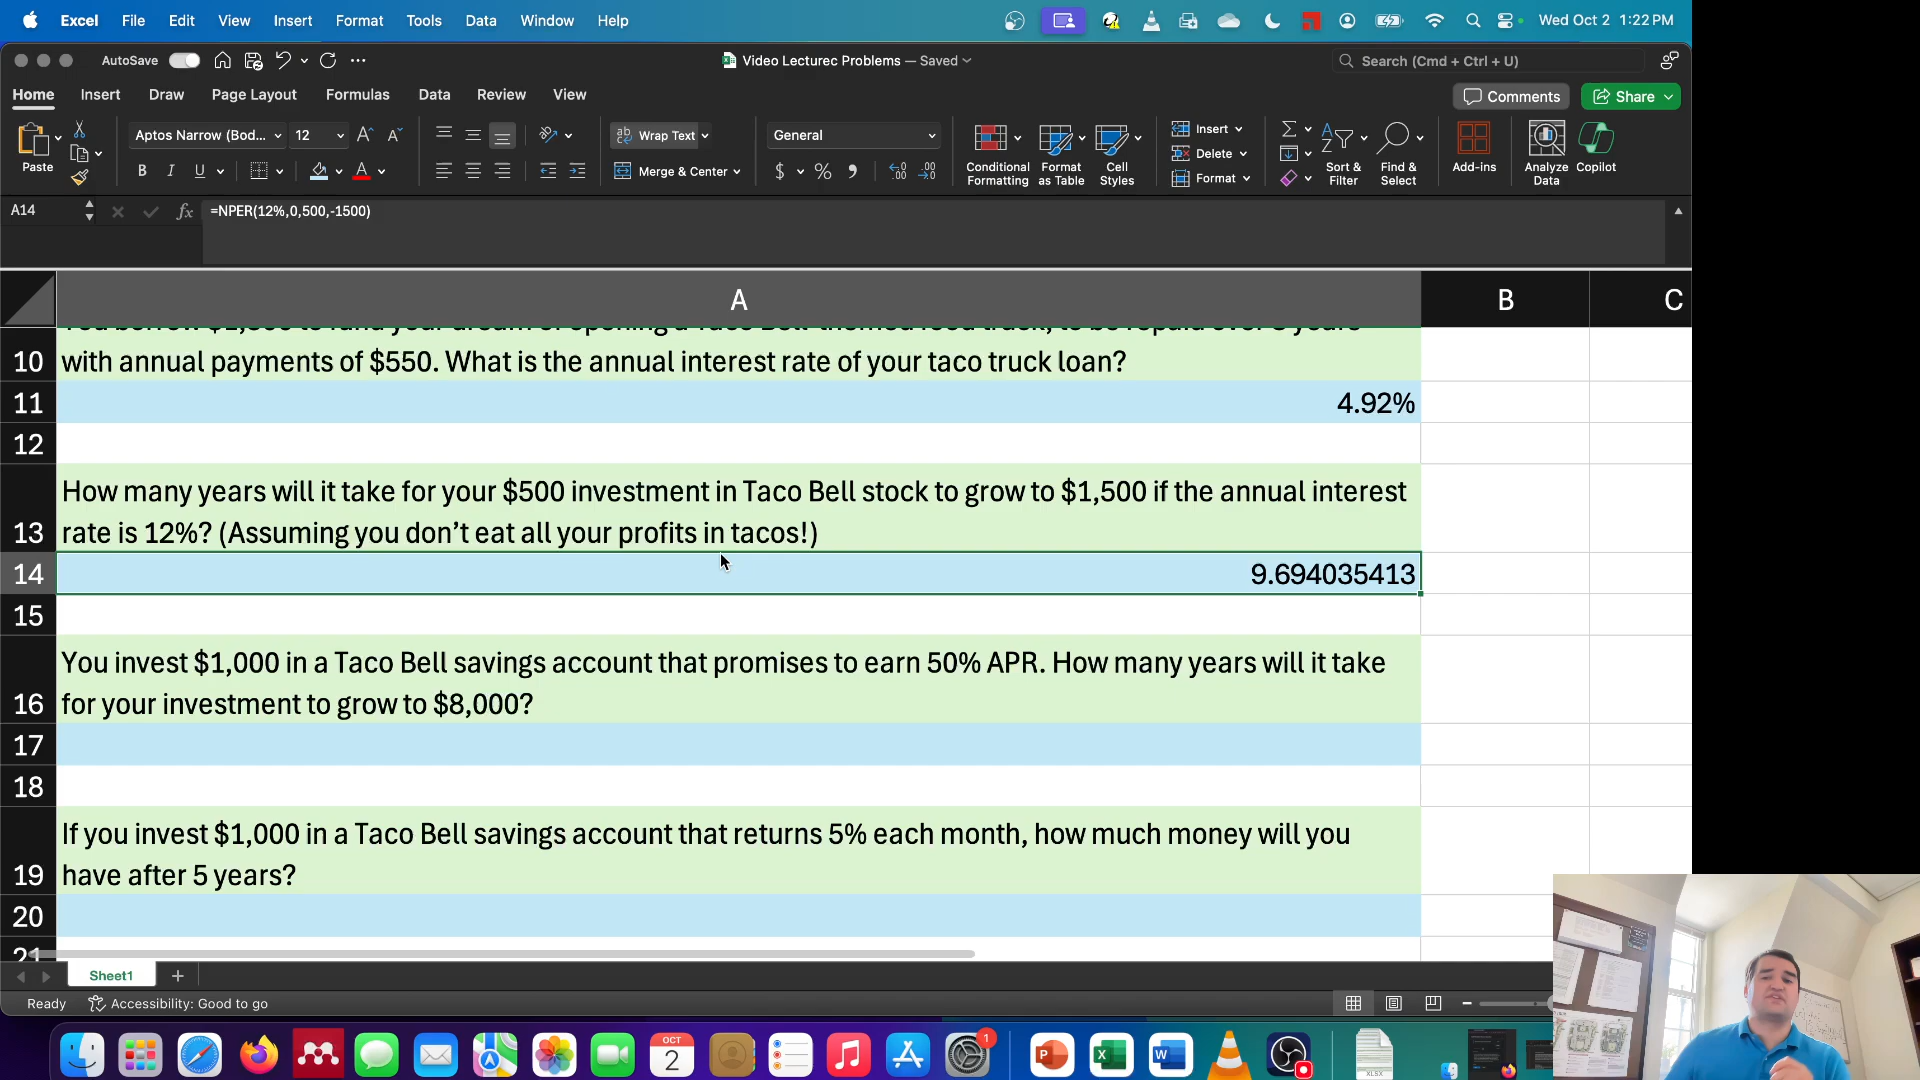 Excel File Edit View Insert Format Tools Data Window Help Wed Oct 2 1:22 PM
AutoSave Video Lecturec Problems — Saved Search (Cmd + Ctrl + U)
Home Insert Draw Page Layout Formulas Data Review View Comments Share
Paste Aptos Narrow (Bod... 12 Wrap Text General Insert
B I U Merge & Center $ % Delete
Conditional Formatting Format as Table Cell Styles Format Sort & Filter Find & Select Add-ins Analyze Data Copilot
A14 fx =NPER(12%,0,500,-1500)
A B C
10 with annual payments of $550. What is the annual interest rate of your taco truck loan?
11 4.92%
12
How many years will it take for your $500 investment in Taco Bell stock to grow to $1,500 if the annual interest
13 rate is 12%? (Assuming you don’t eat all your profits in tacos!)
14 9.694035413
15
You invest $1,000 in a Taco Bell savings account that promises to earn 50% APR. How many years will it take
16 for your investment to grow to $8,000?
17
18
If you invest $1,000 in a Taco Bell savings account that returns 5% each month, how much money will you
19 have after 5 years?
20
21
Sheet1 +
Ready Accessibility: Good to go
OCT
2
1
XLSX